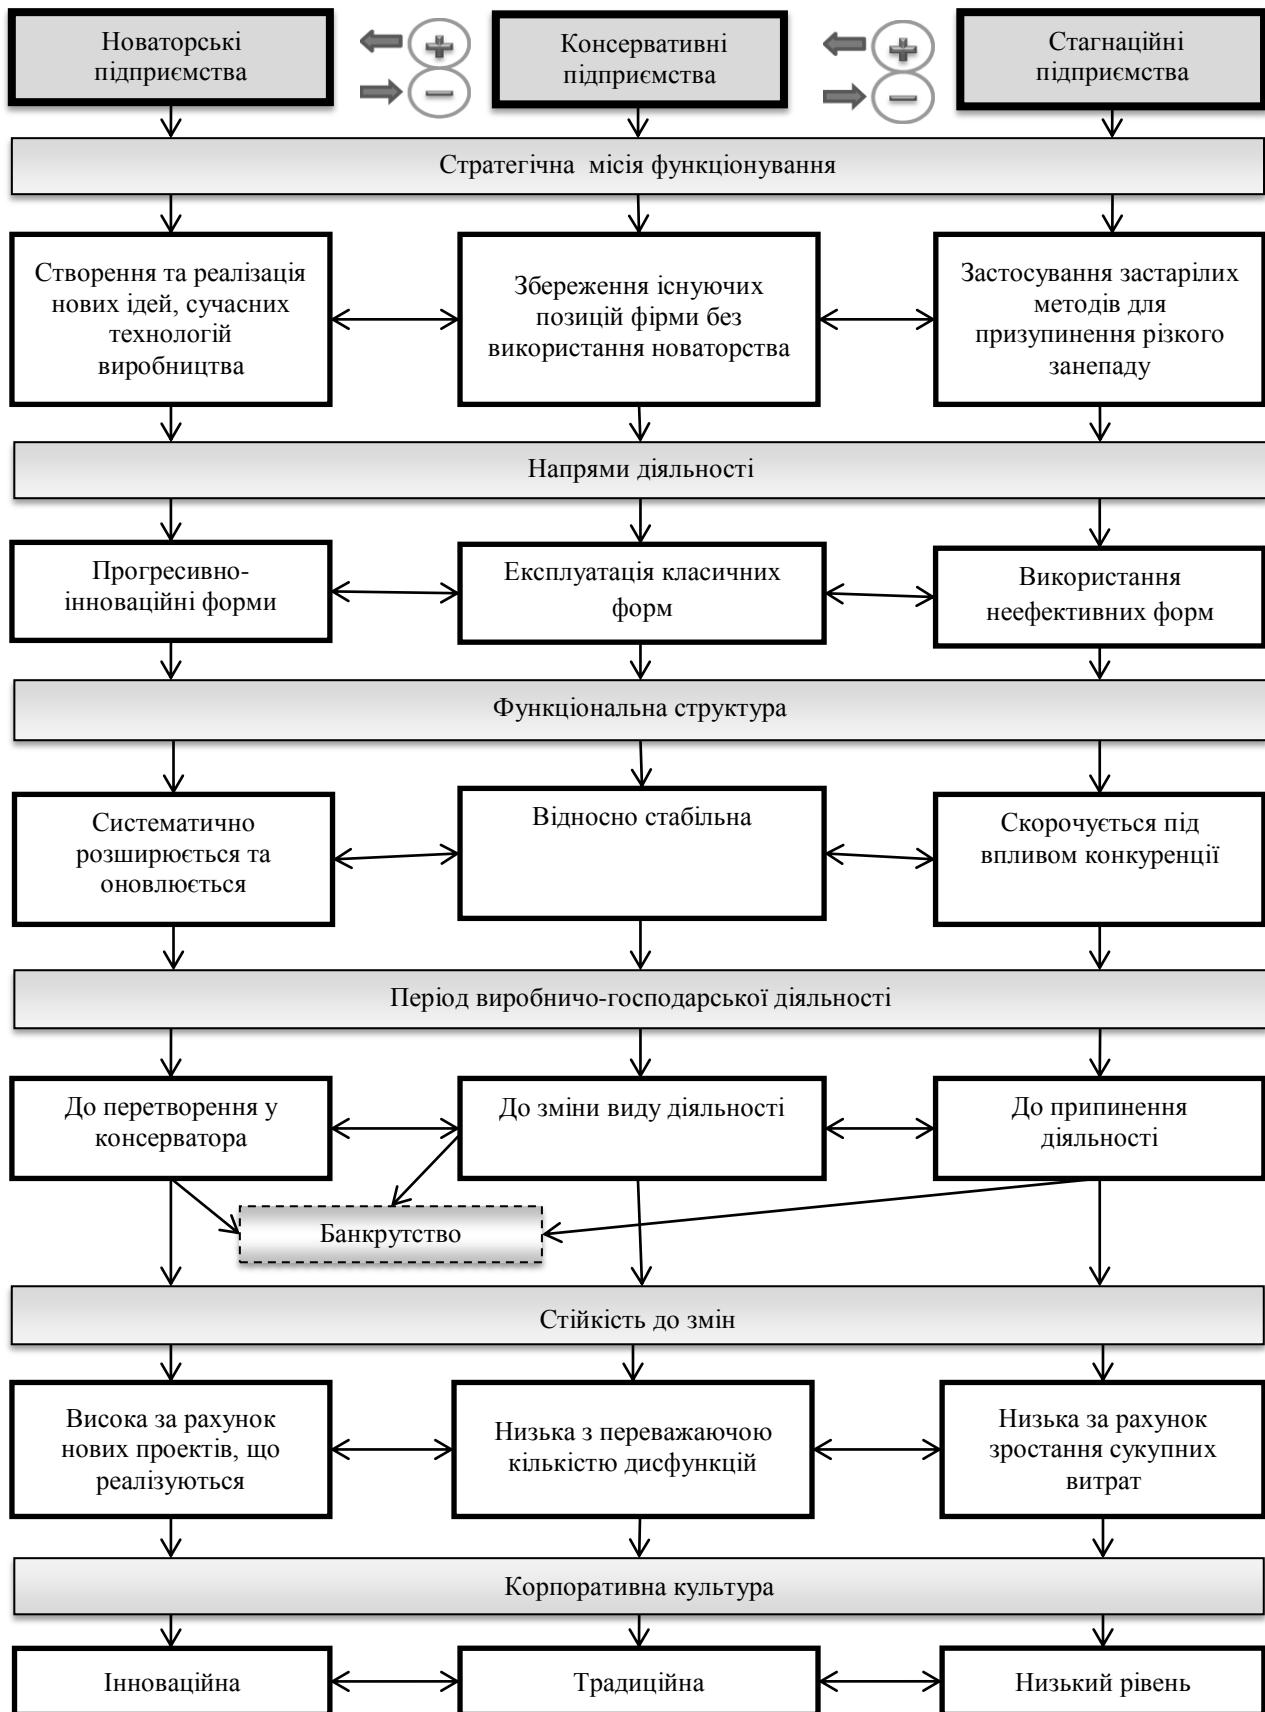 Новаторські
підприємства
Консервативні
підприємства
Стагнаційні
підприємства
Стратегічна місія функціонування
Створення та реалізація
нових ідей, сучасних
технологій
виробництва
Збереження існуючих
позицій фірми без
використання новаторства
Застосування застарілих
методів для
призупинення різкого
занепаду
Напрями діяльності
Прогресивно-
інноваційні форми
Експлуатація класичних
форм
Використання
неефективних форм
Функціональна структура
Систематично
розширюється та
оновлюється
Відносно стабільна
Скорочується під
впливом конкуренції
Період виробничо-господарської діяльності
До перетворення у
консерватора
До зміни виду діяльності
До припинення
діяльності
Банкрутство
Стійкість до змін
Висока за рахунок
нових проектів, що
реалізуються
Низька з переважаючою
кількістю дисфункцій
Низька за рахунок
зростання сукупних
витрат
Корпоративна культура
Інноваційна
Традиційна
Низький рівень